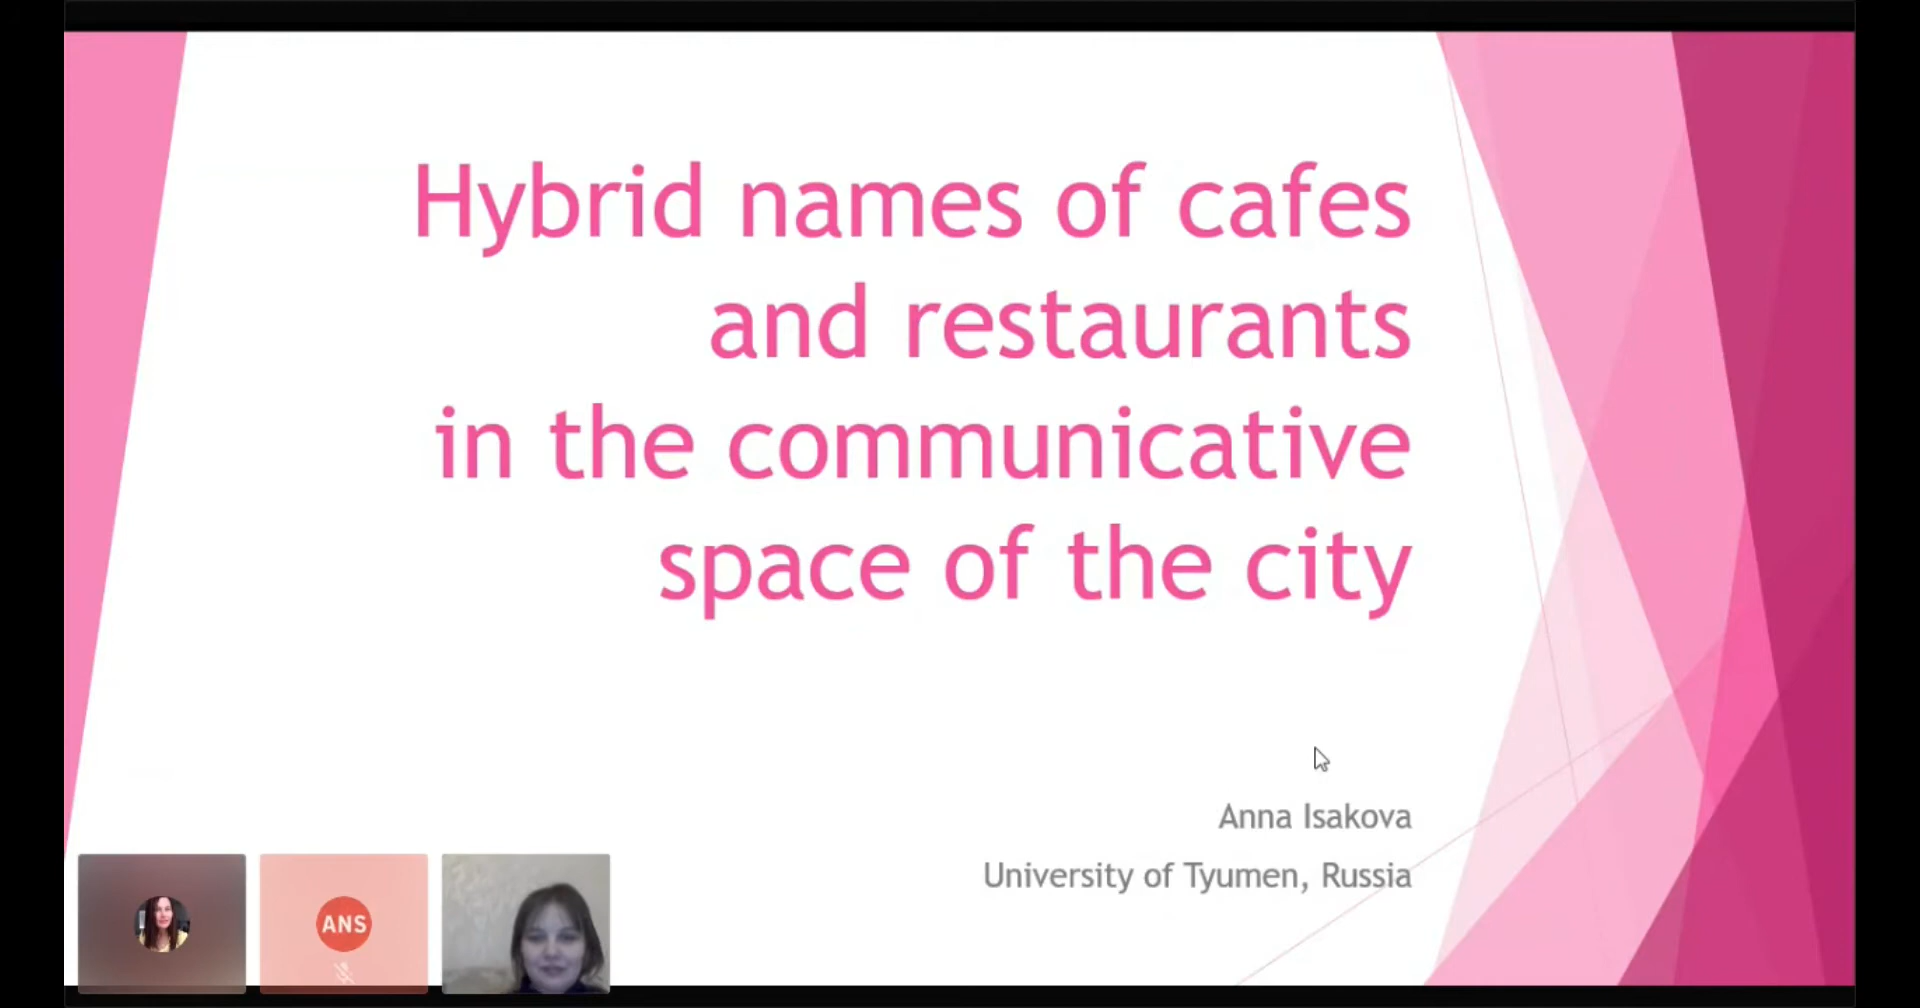 Hybrid names of cafes
and restaurants
in the communicative
space of the city
Anna Isakova
University of Tyumen, Russia
ANS